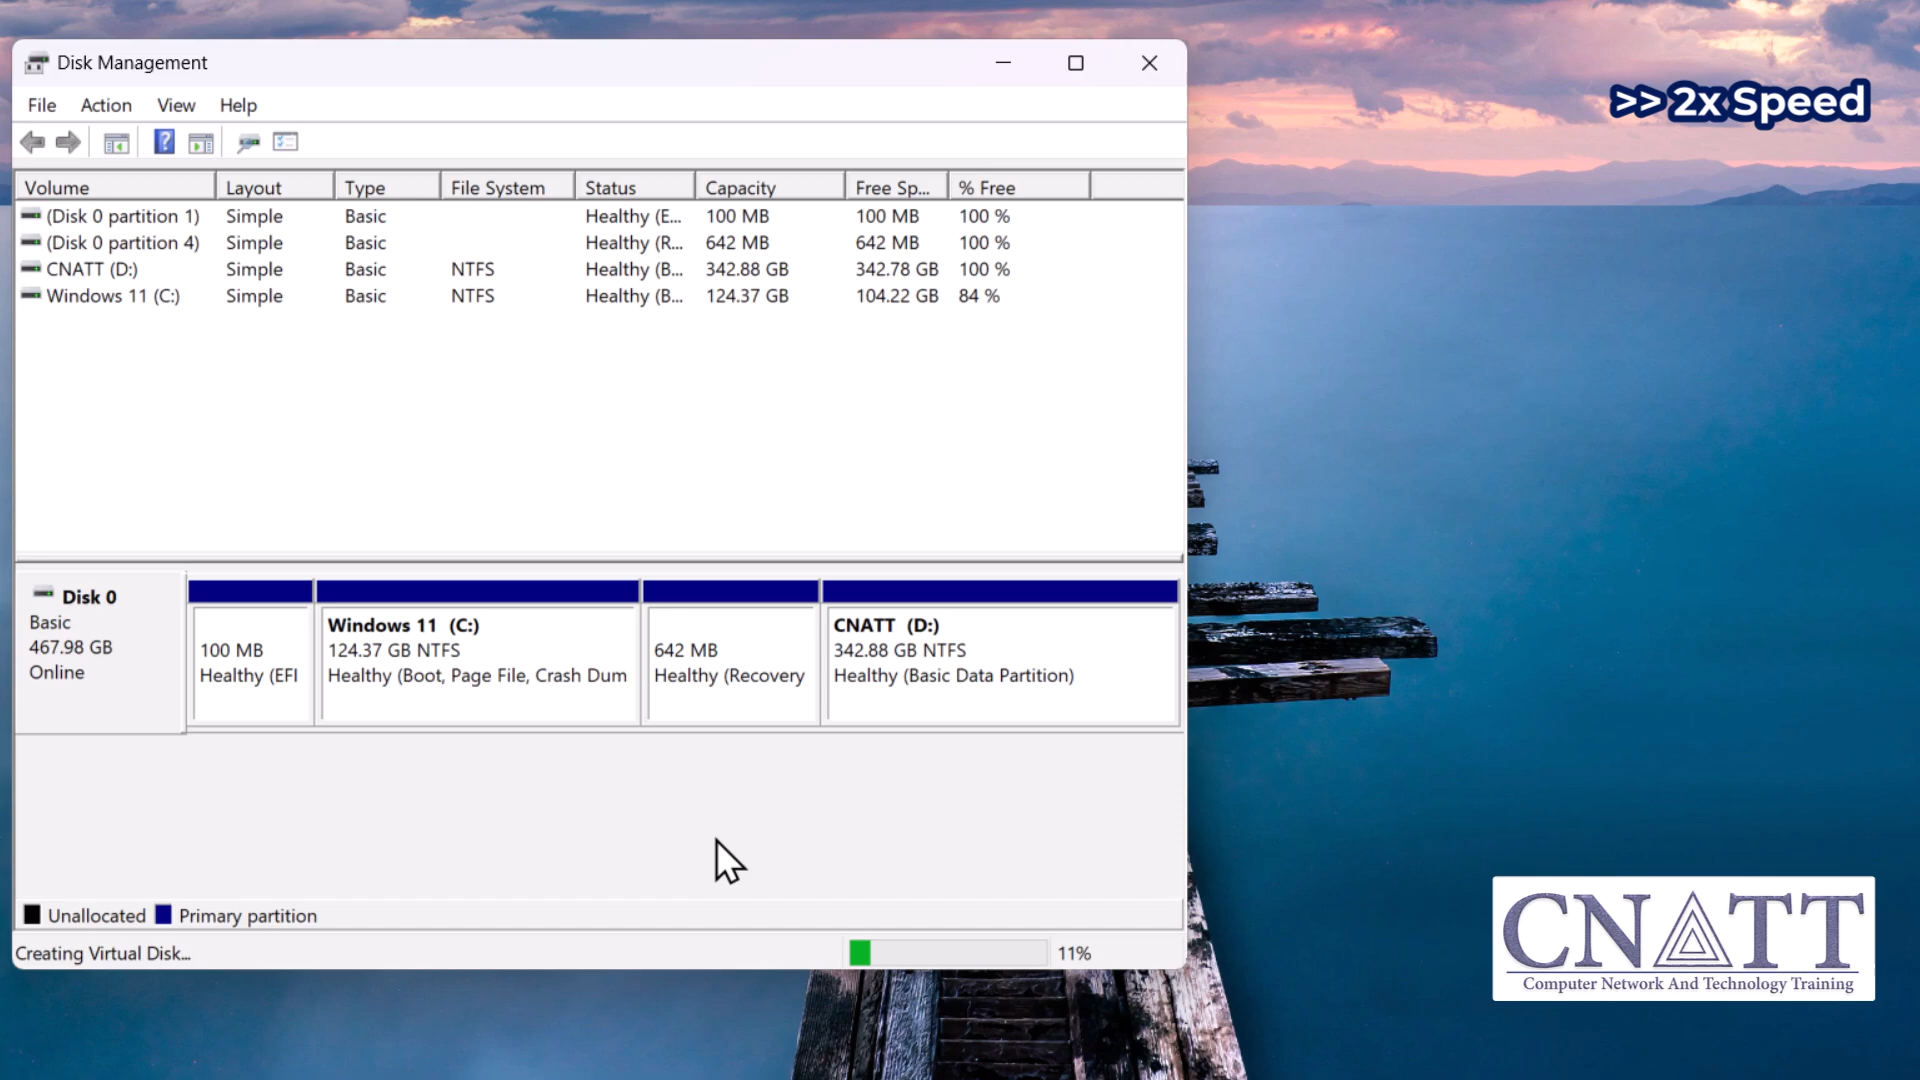 Disk Management
>> 2x Speed
File Action View Help
Volume Layout Type File System Status Capacity Free Sp... % Free
(Disk 0 partition 1) Simple Basic Healthy (E... 100 MB 100 MB 100 %
(Disk 0 partition 4) Simple Basic Healthy (R... 642 MB 642 MB 100 %
CNATT (D:) Simple Basic NTFS Healthy (B... 342.88 GB 342.78 GB 100 %
Windows 11 (C:) Simple Basic NTFS Healthy (B... 124.37 GB 104.22 GB 84 %
Disk 0
Basic
467.98 GB
Online
100 MB
Healthy (EFI
Windows 11 (C:)
124.37 GB NTFS
Healthy (Boot, Page File, Crash Dum
642 MB
Healthy (Recovery
CNATT (D:)
342.88 GB NTFS
Healthy (Basic Data Partition)
Unallocated Primary partition
Creating Virtual Disk... 11%
CNATT
Computer Network And Technology Training